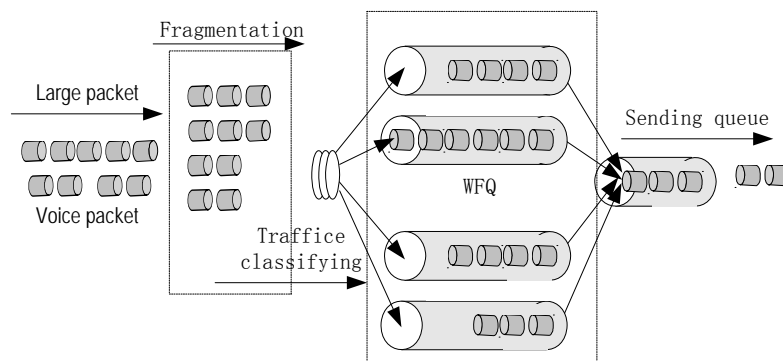 Fragmentation
Large packet
Voice packet
Traffice
classifying
WFQ
Sending queue